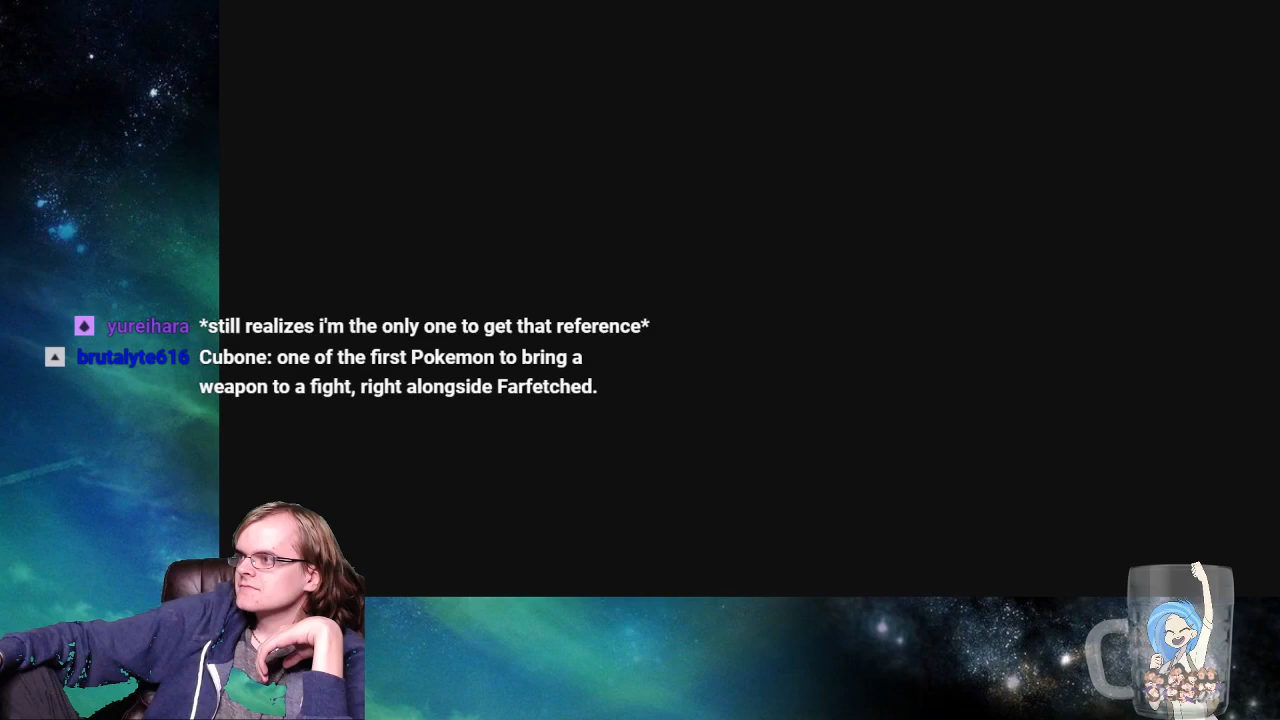 yureihara *still realizes i'm the only one to get that reference*
brutalyte616 Cubone: one of the first Pokemon to bring a
weapon to a fight, right alongside Farfetched.